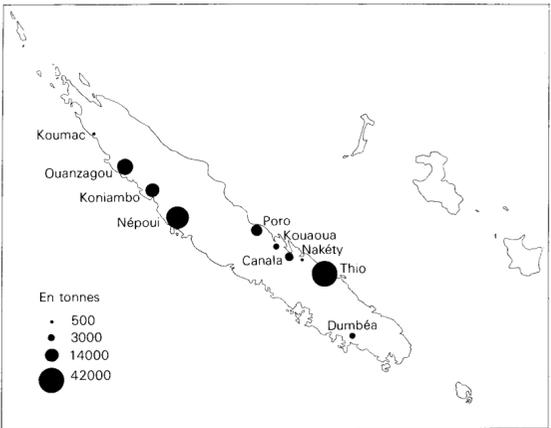 Koumac
Ouanzagou
Koniambo
Népoui
Poro
Kouaoua
Nakéty
Canala
Thio
Dumbéa
En tonnes
500
3000
14000
42000